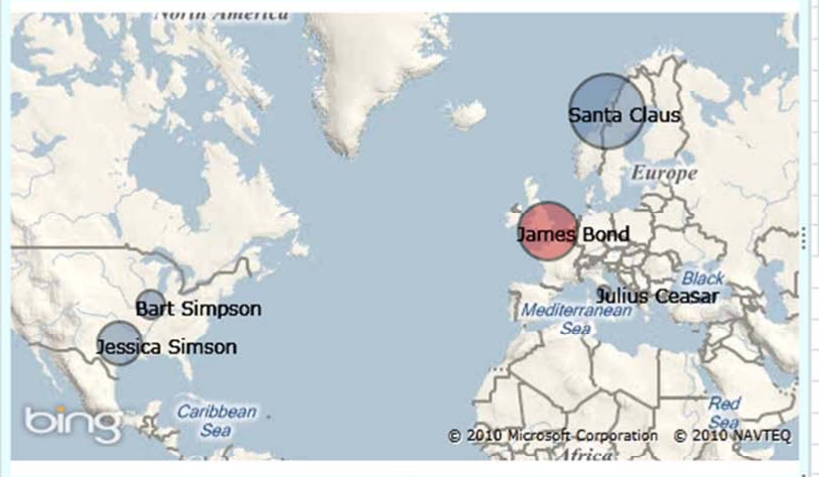 North America
Santa Claus
Europe
James Bond
Black
Julius Ceasar
Bart Simpson
Mediterranean
Sea
Jessica Simson
bing
Caribbean
Sea
Red
Sea
© 2010 Microsoft Corporation © 2010 NAVTEQ
Africa